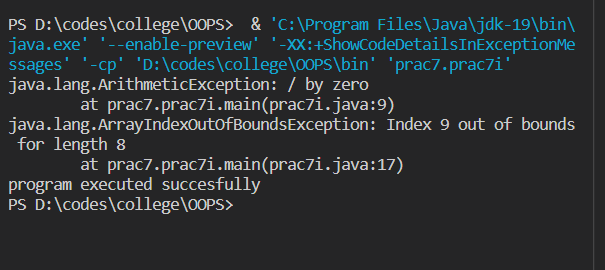 PS D:\codes\college\OOPS>  & 'C:\Program Files\Java\jdk-19\bin\
java.exe' '--enable-preview' '-XX:+ShowCodeDetailsInExceptionMe
ssages' '-cp' 'D:\codes\college\OOPS\bin' 'prac7.prac7i'
java.lang.ArithmeticException: / by zero
        at prac7.prac7i.main(prac7i.java:9)
java.lang.ArrayIndexOutOfBoundsException: Index 9 out of bounds
 for length 8
        at prac7.prac7i.main(prac7i.java:17)
program executed succesfully
PS D:\codes\college\OOPS>